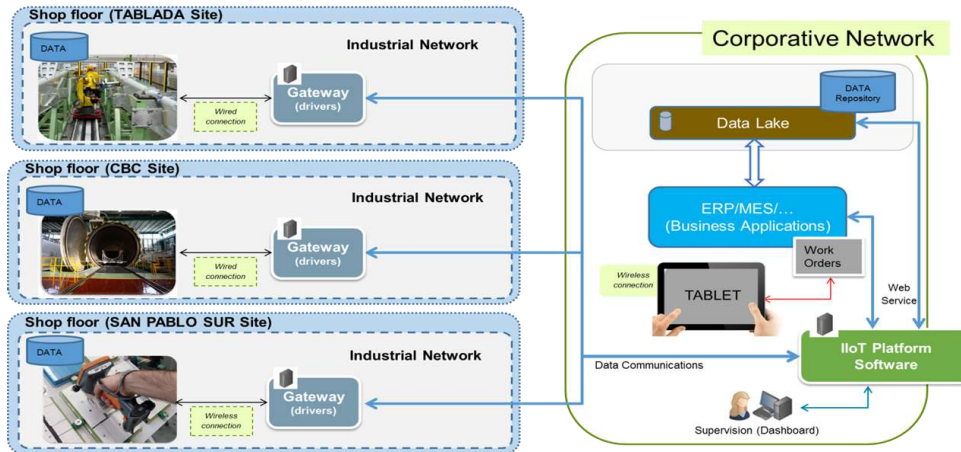 Shop floor (TABLADA Site)
DATA
Industrial Network
Gateway
(drivers)
Wired
connection
Shop floor (CBC Site)
DATA
Industrial Network
Gateway
(drivers)
Wired
connection
Shop floor (SAN PABLO SUR Site)
DATA
Industrial Network
Gateway
(drivers)
Wireless
connection
Corporative Network
DATA
Repository
Data Lake
ERP/MES/...
(Business Applications)
Work
Orders
Wireless
connection
TABLET
Web
Service
Data Communications
IIoT Platform
Software
Supervision (Dashboard)